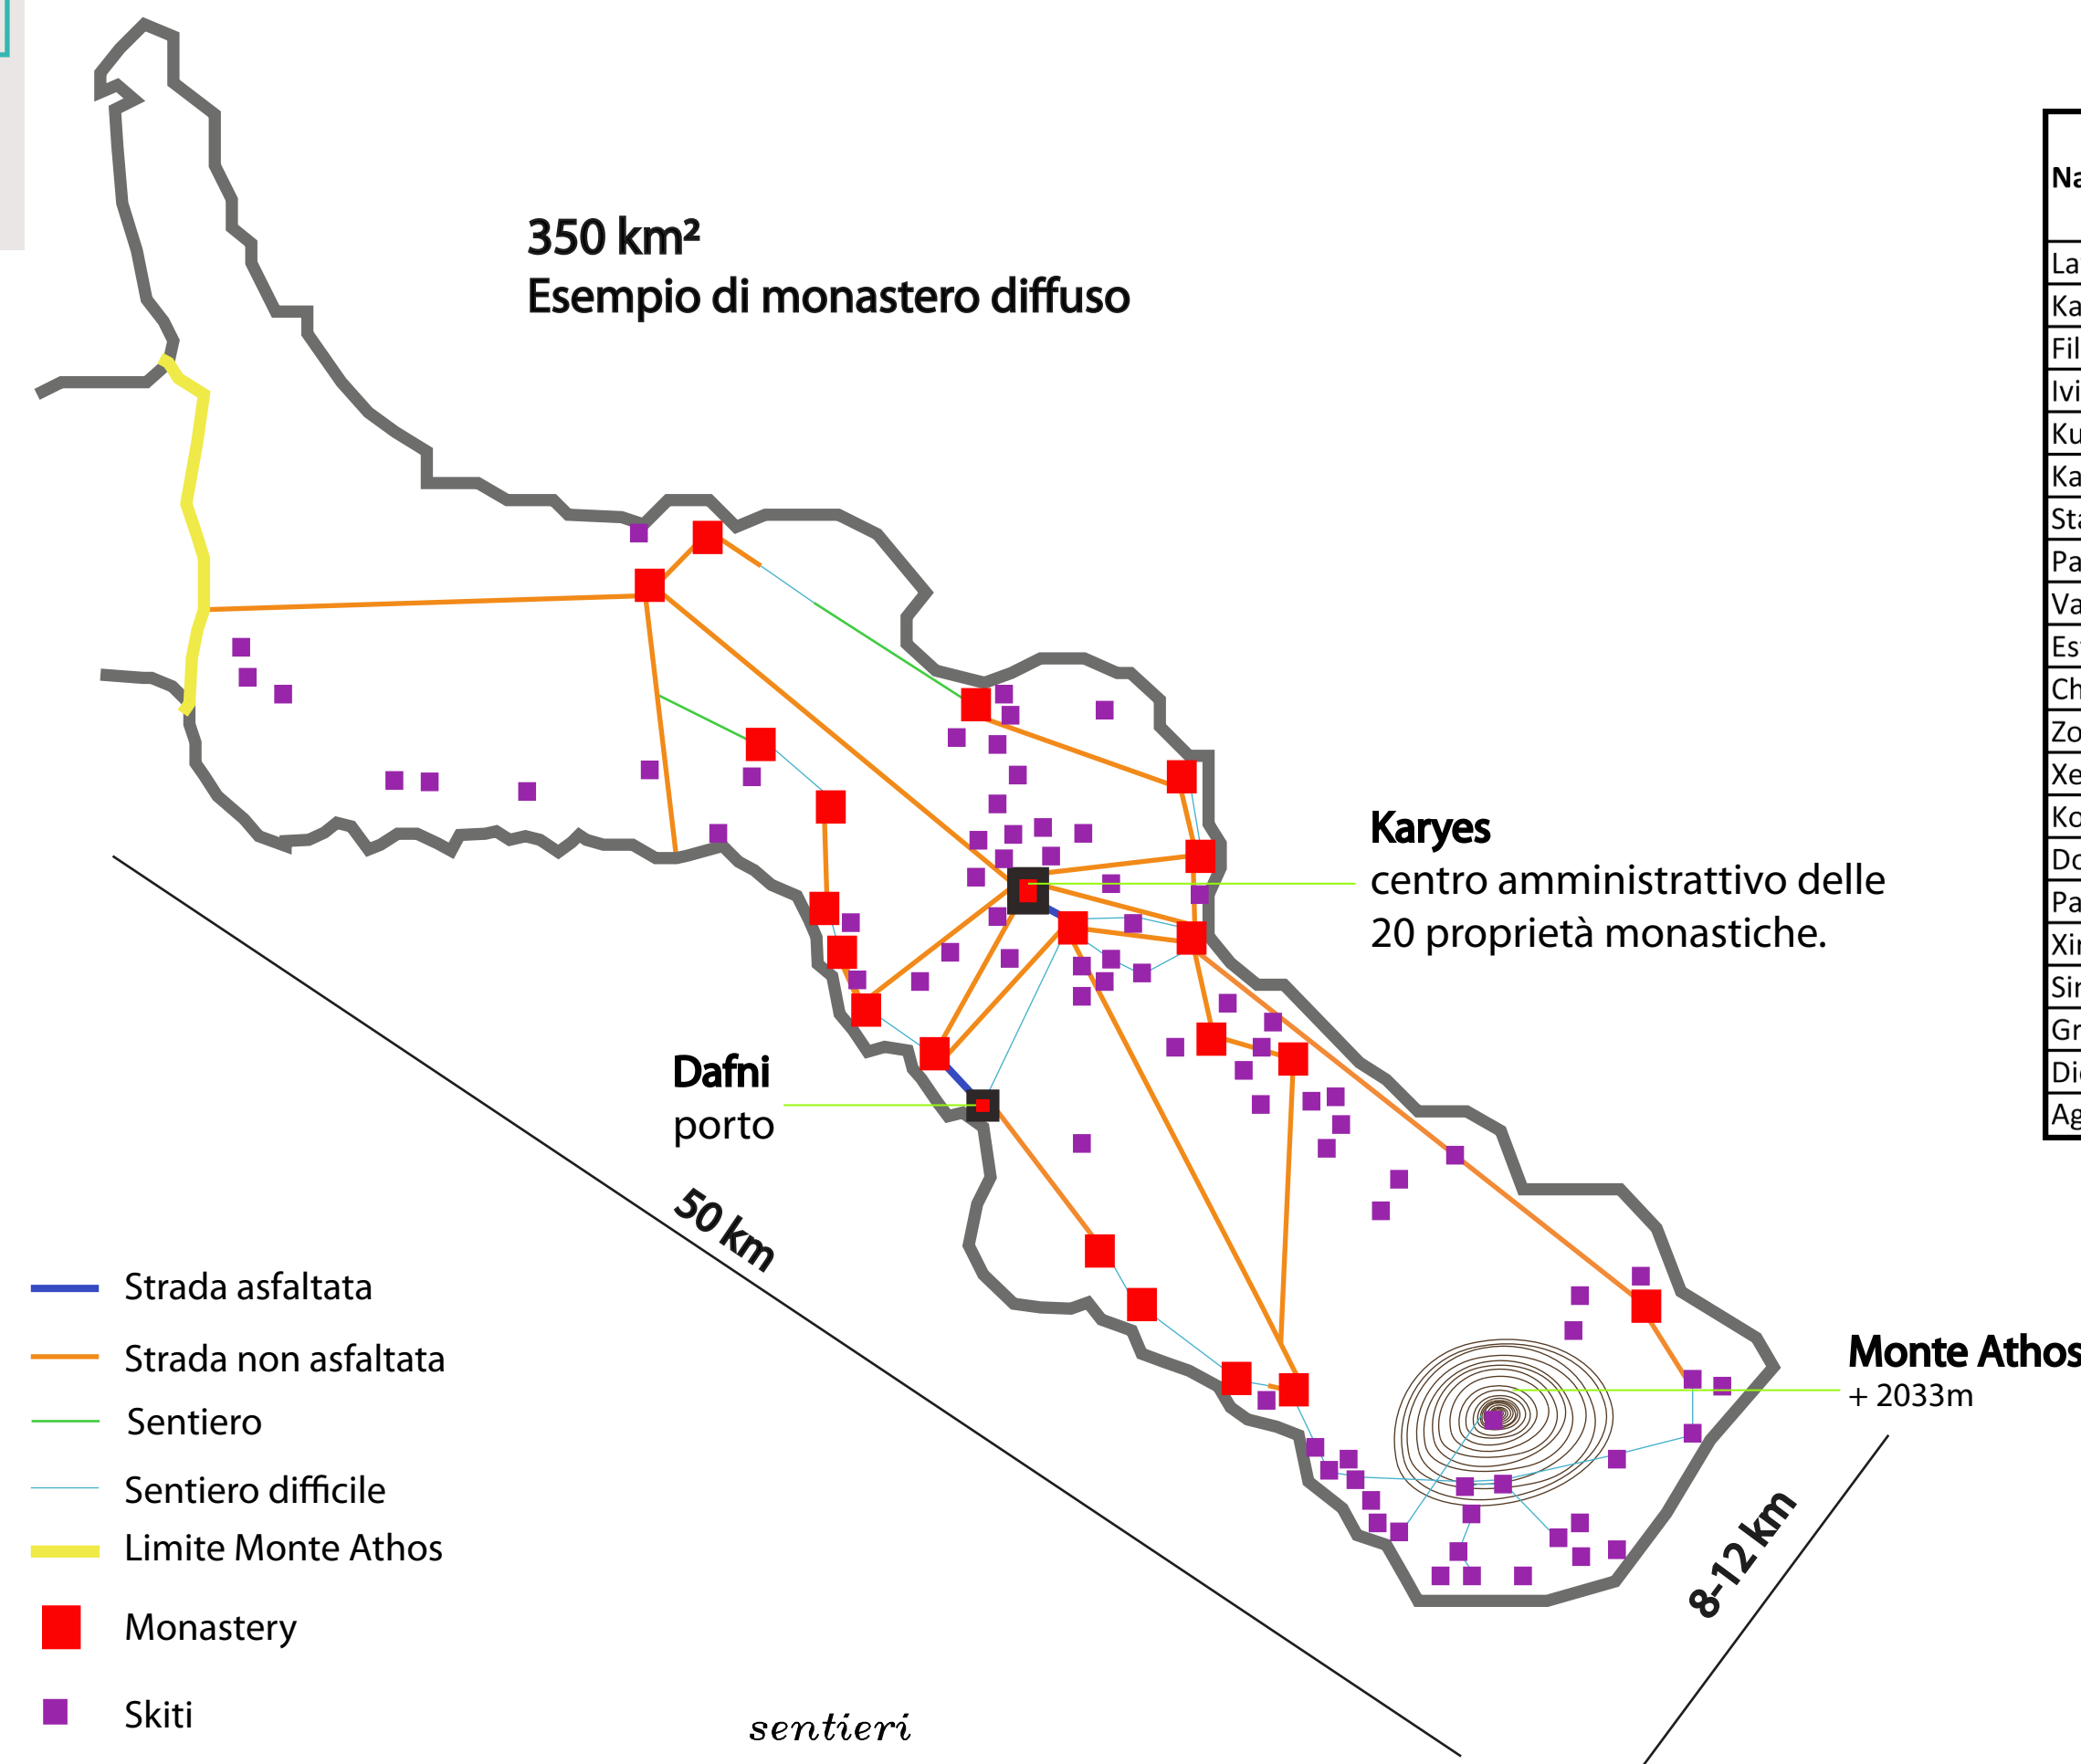 350 km²
Esempio di monastero diffuso
Karyes
centro amministrattivo delle
20 proprietà monastiche.
Dafni
porto
50 km
Monte Athos
+ 2033m
8-12 km
Strada asfaltata
Strada non asfaltata
Sentiero
Sentiero difficile
Limite Monte Athos
Monastery
Skiti
sentieri